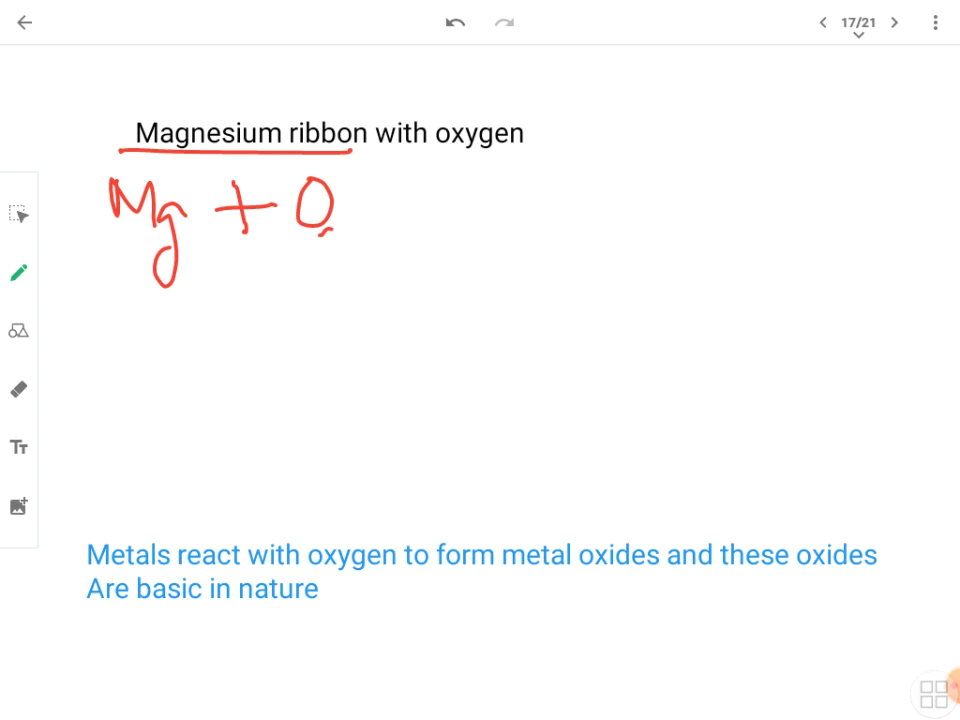 17/21
Magnesium ribbon with oxygen
Mg + O
TT
Metals react with oxygen to form metal oxides and these oxides
Are basic in nature